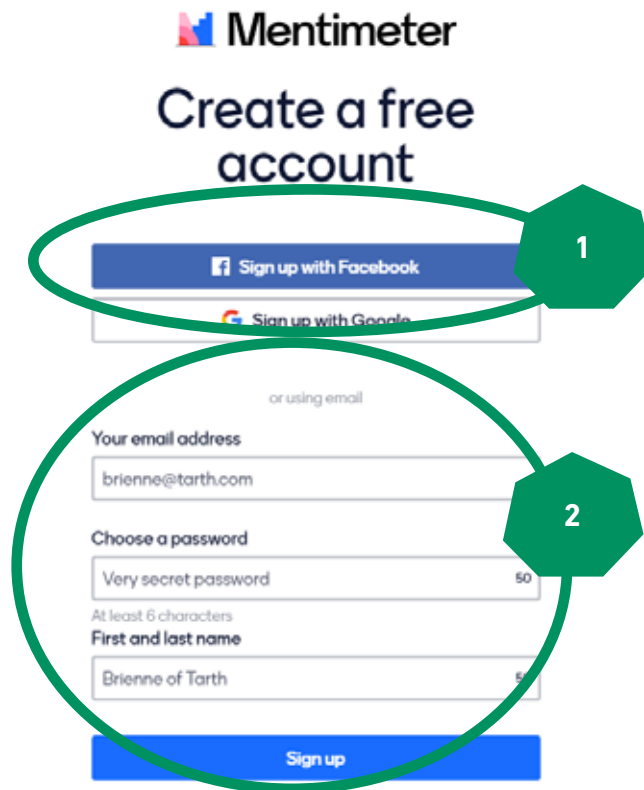 Mentimeter
Create a free
account
1
Sign up with Facebook
Sign up with Google
or using email
Your email address
brienne@tarth.com
2
Choose a password
Very secret password 50
At least 6 characters
First and last name
Brienne of Tarth
Sign up